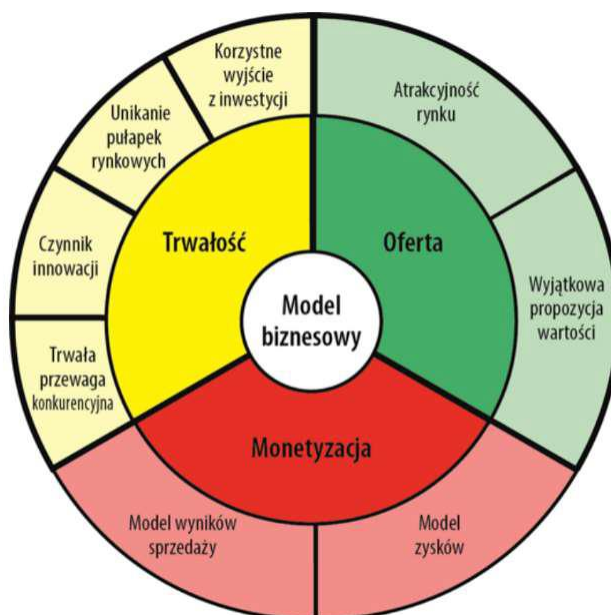 Korzystne
wyjście
z inwestycji
Atrakcyjność
rynku
Unikanie
pułapek
rynkowych
Trwałość
Oferta
Czynnik
innowacji
Wyjątkowa
propozycja
wartości
Model
biznesowy
Trwała
przewaga
konkurencyjna
Monetyzacja
Model wyników
sprzedaży
Model
zysków